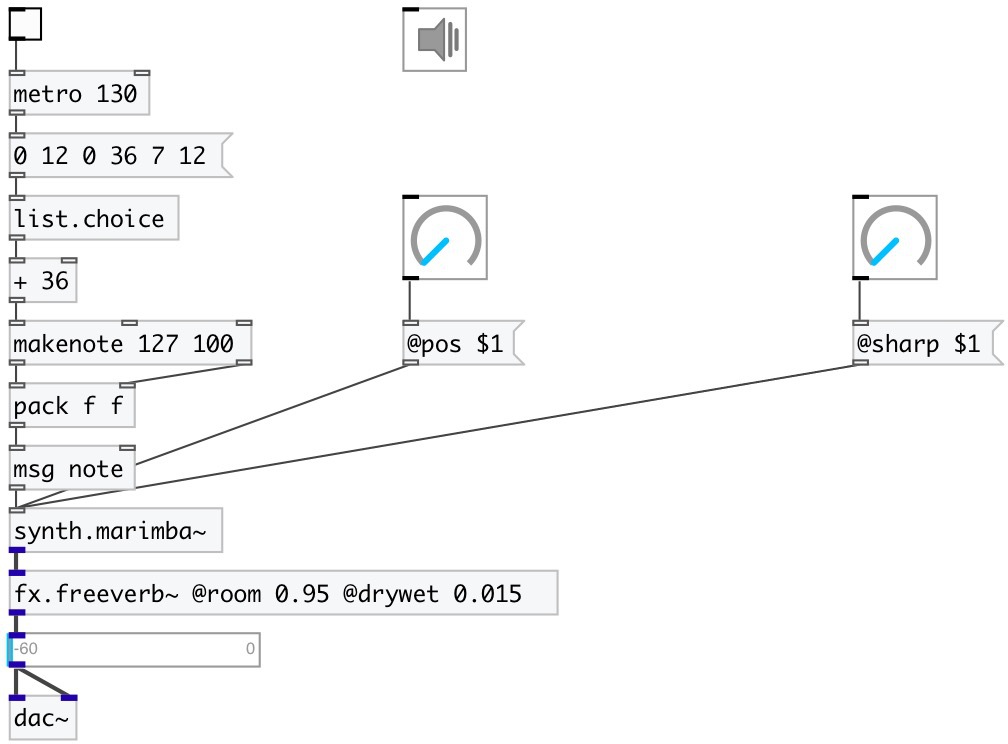 metro 130
0 12 0 36 7 12
list.choice
+ 36
makenote 127 100
@pos $1
@sharp $1
pack f f
msg note
synth.marimba~
fx.freeverb~ @room 0.95 @drywet 0.015
-60 0
dac~